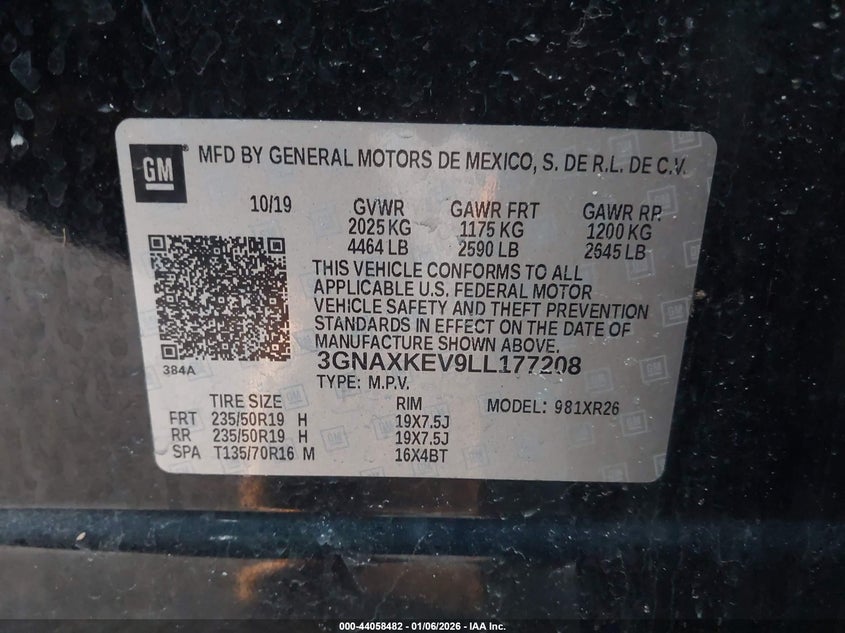 GM
MFD BY GENERAL MOTORS DE MEXICO, S. DE R.L. DE C.V.
10/19 GVWR GAWR FRT GAWR RR
2025 KG 1175 KG 1200 KG
4464 LB 2590 LB 2645 LB
THIS VEHICLE CONFORMS TO ALL
APPLICABLE U.S. FEDERAL MOTOR
VEHICLE SAFETY AND THEFT PREVENTION
STANDARDS IN EFFECT ON THE DATE OF
MANUFACTURE SHOWN ABOVE.
384A
3GNAXKEV9LL177208
TYPE: M.P.V.
TIRE SIZE RIM MODEL: 981XR26
FRT 235/50R19 H 19X7.5J
RR 235/50R19 H 19X7.5J
SPA T135/70R16 M 16X4BT
000-44058482 - 01/06/2026 - IAA Inc.